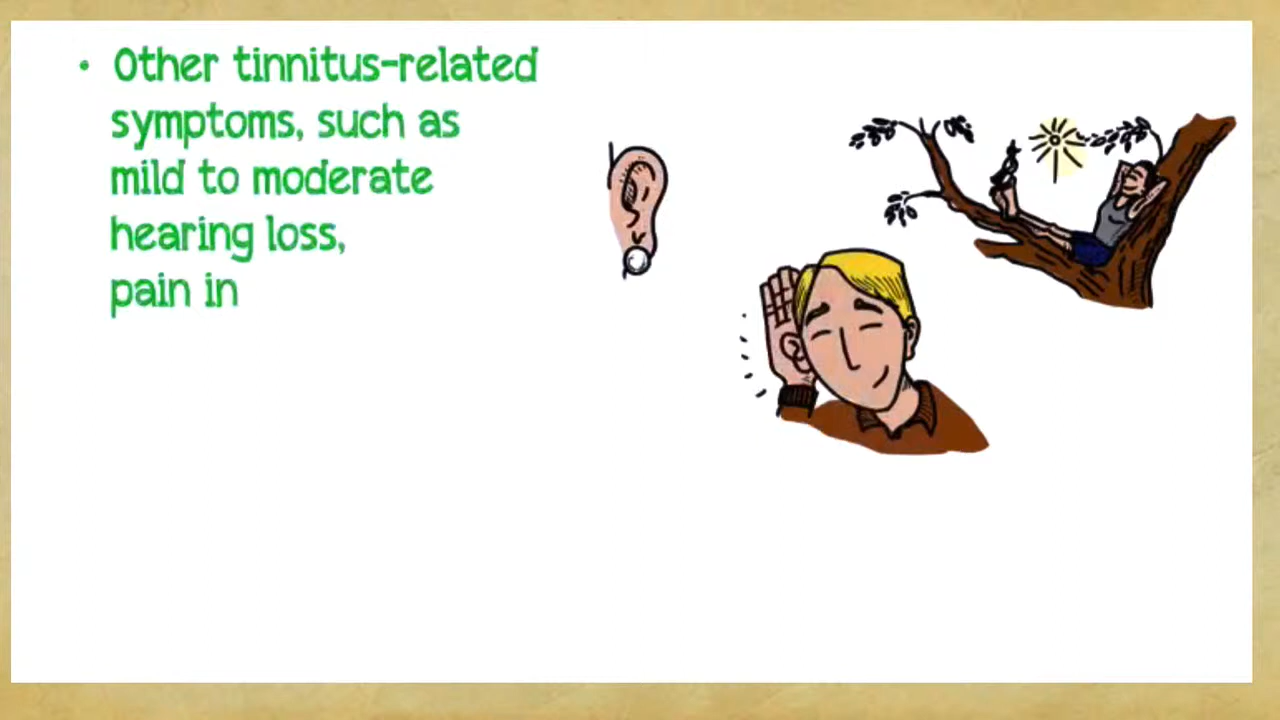 • Other tinnitus-related
symptoms, such as
mild to moderate
hearing loss,
pain in